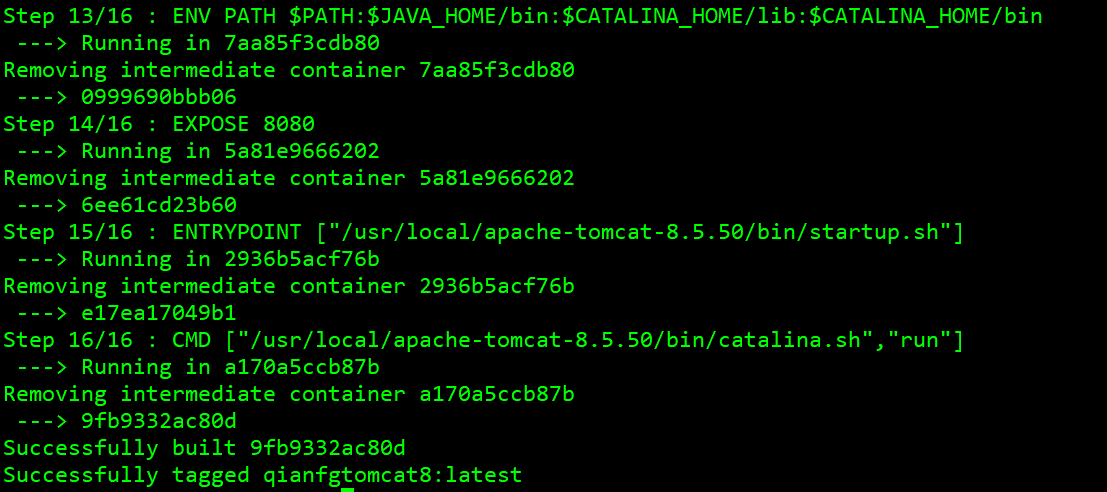 Step 13/16 : ENV PATH $PATH:$JAVA_HOME/bin:$CATALINA_HOME/lib:$CATALINA_HOME/bin
 ---> Running in 7aa85f3cdb80
Removing intermediate container 7aa85f3cdb80
 ---> 0999690bbb06
Step 14/16 : EXPOSE 8080
 ---> Running in 5a81e9666202
Removing intermediate container 5a81e9666202
 ---> 6ee61cd23b60
Step 15/16 : ENTRYPOINT ["/usr/local/apache-tomcat-8.5.50/bin/startup.sh"]
 ---> Running in 2936b5acf76b
Removing intermediate container 2936b5acf76b
 ---> e17ea17049b1
Step 16/16 : CMD ["/usr/local/apache-tomcat-8.5.50/bin/catalina.sh","run"]
 ---> Running in a170a5ccb87b
Removing intermediate container a170a5ccb87b
 ---> 9fb9332ac80d
Successfully built 9fb9332ac80d
Successfully tagged qianfgtomcat8:latest